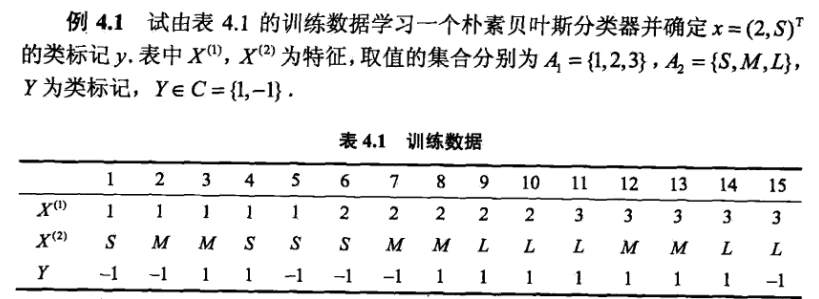 例 4.1 试由表 4.1 的训练数据学习一个朴素贝叶斯分类器并确定 x = (2, S)ᵀ
的类标记 y. 表中 X⁽¹⁾, X⁽²⁾ 为特征, 取值的集合分别为 A₁ = {1, 2, 3}, A₂ = {S, M, L},
Y 为类标记, Y ∈ C = {1, −1}.
表 4.1 训练数据
1 2 3 4 5 6 7 8 9 10 11 12 13 14 15
X⁽¹⁾ 1 1 1 1 1 2 2 2 2 2 3 3 3 3 3
X⁽²⁾ S M M S S S M M L L L M M L L
Y −1 −1 1 1 −1 −1 −1 1 1 1 1 1 1 1 −1